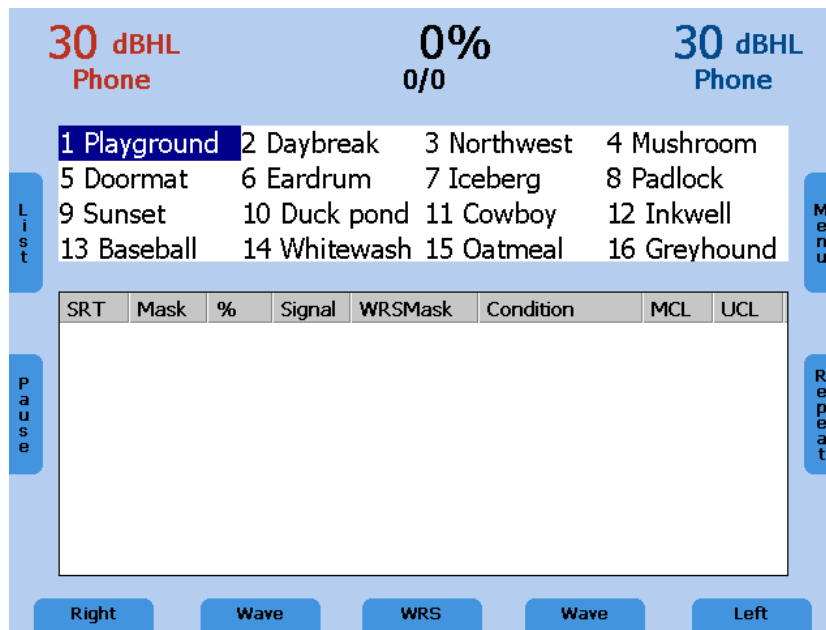 30 dBHL 0% 30 dBHL
Phone 0/0 Phone
1 Playground 2 Daybreak 3 Northwest 4 Mushroom
5 Doormat 6 Eardrum 7 Iceberg 8 Padlock
9 Sunset 10 Duck pond 11 Cowboy 12 Inkwell
13 Baseball 14 Whitewash 15 Oatmeal 16 Greyhound
List
Menu
SRT Mask % Signal WRSMask Condition MCL UCL
Pause
Repeat
Right Wave WRS Wave Left